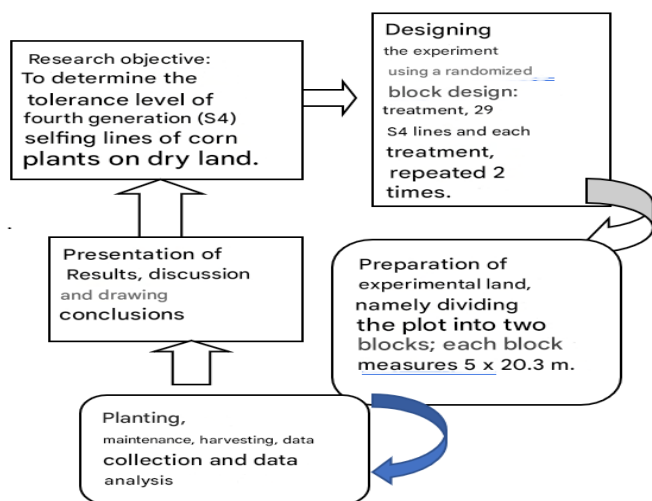 Research objective:
To determine the
tolerance level of
fourth generation (S4)
selfing lines of corn
plants on dry land.
Designing
the experiment
using a randomized
block design:
treatment, 29
S4 lines and each
treatment,
repeated 2
times.
Preparation of
experimental land,
namely dividing
the plot into two
blocks; each block
measures 5 x 20.3 m.
Planting,
maintenance, harvesting, data
collection and data
analysis
Presentation of
Results, discussion
and drawing
conclusions